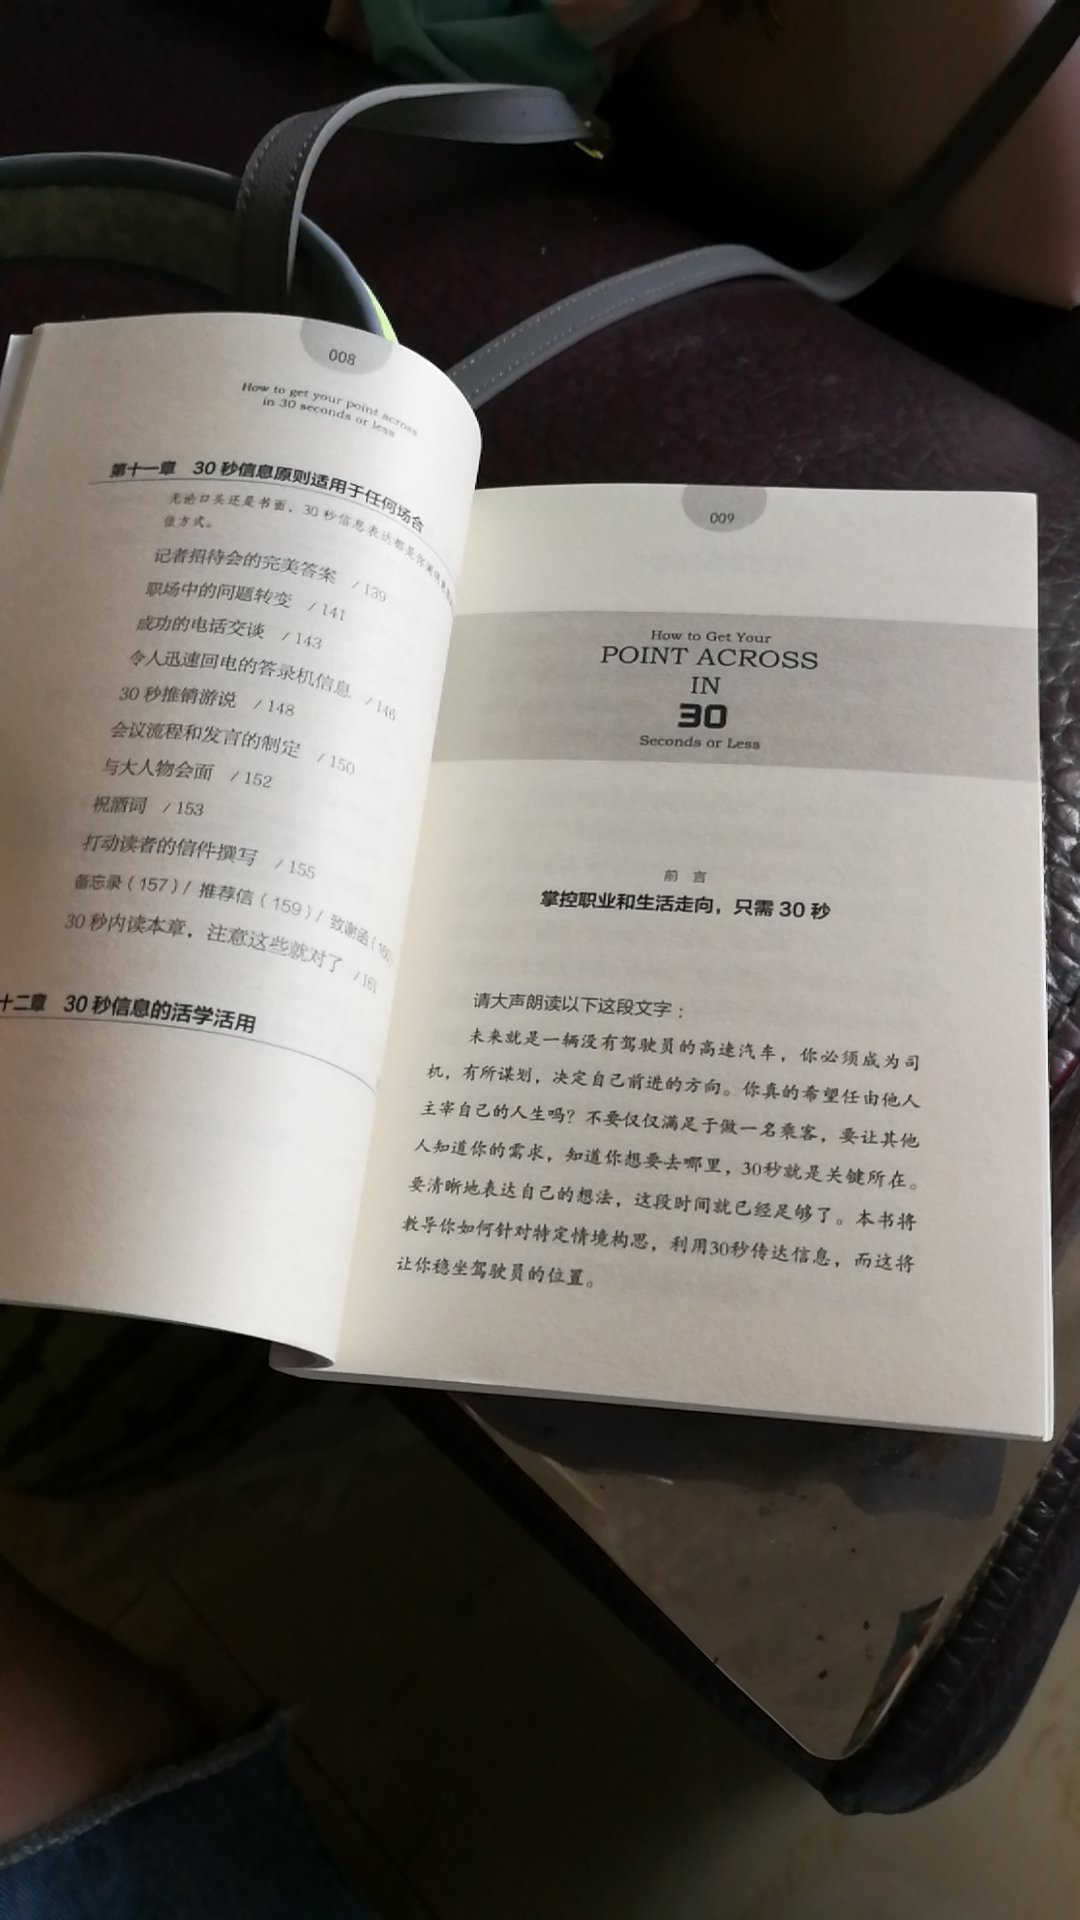 008
How to get your point across
in 30 seconds or less
第十一章 30 秒信息原则适用于任何场合
无论口头还是书面，30 秒信息表达都是你
佳方式。
记者招待会的完美答案 / 139
职场中的问题转变 / 141
成功的电话交谈 / 143
令人迅速回电的答录机信息 / 146
30 秒推销游说 / 148
会议流程和发言的制定 / 150
与大人物会面 / 152
祝酒词 / 153
打动读者的信件撰写 / 155
备忘录（157）/ 推荐信（159）/ 致谢函（160）
30 秒内读本章，注意这些就对了 / 161
十二章 30 秒信息的活学活用
009
How to Get Your
POINT ACROSS
IN
30
Seconds or Less
前 言
掌控职业和生活走向，只需 30 秒
请大声朗读以下这段文字：
未来就是一辆没有驾驶员的高速汽车，你必须成为司
机，有所谋划，决定自己前进的方向。你真的希望任由他人
主宰自己的人生吗？不要仅仅满足于做一名乘客，要让其他
人知道你的需求，知道你想要去哪里，30秒就是关键所在。
要清晰地表达自己的想法，这段时间就已经足够了。本书将
教导你如何针对特定情境构思，利用30秒传达信息，而这将
让你稳坐驾驶员的位置。